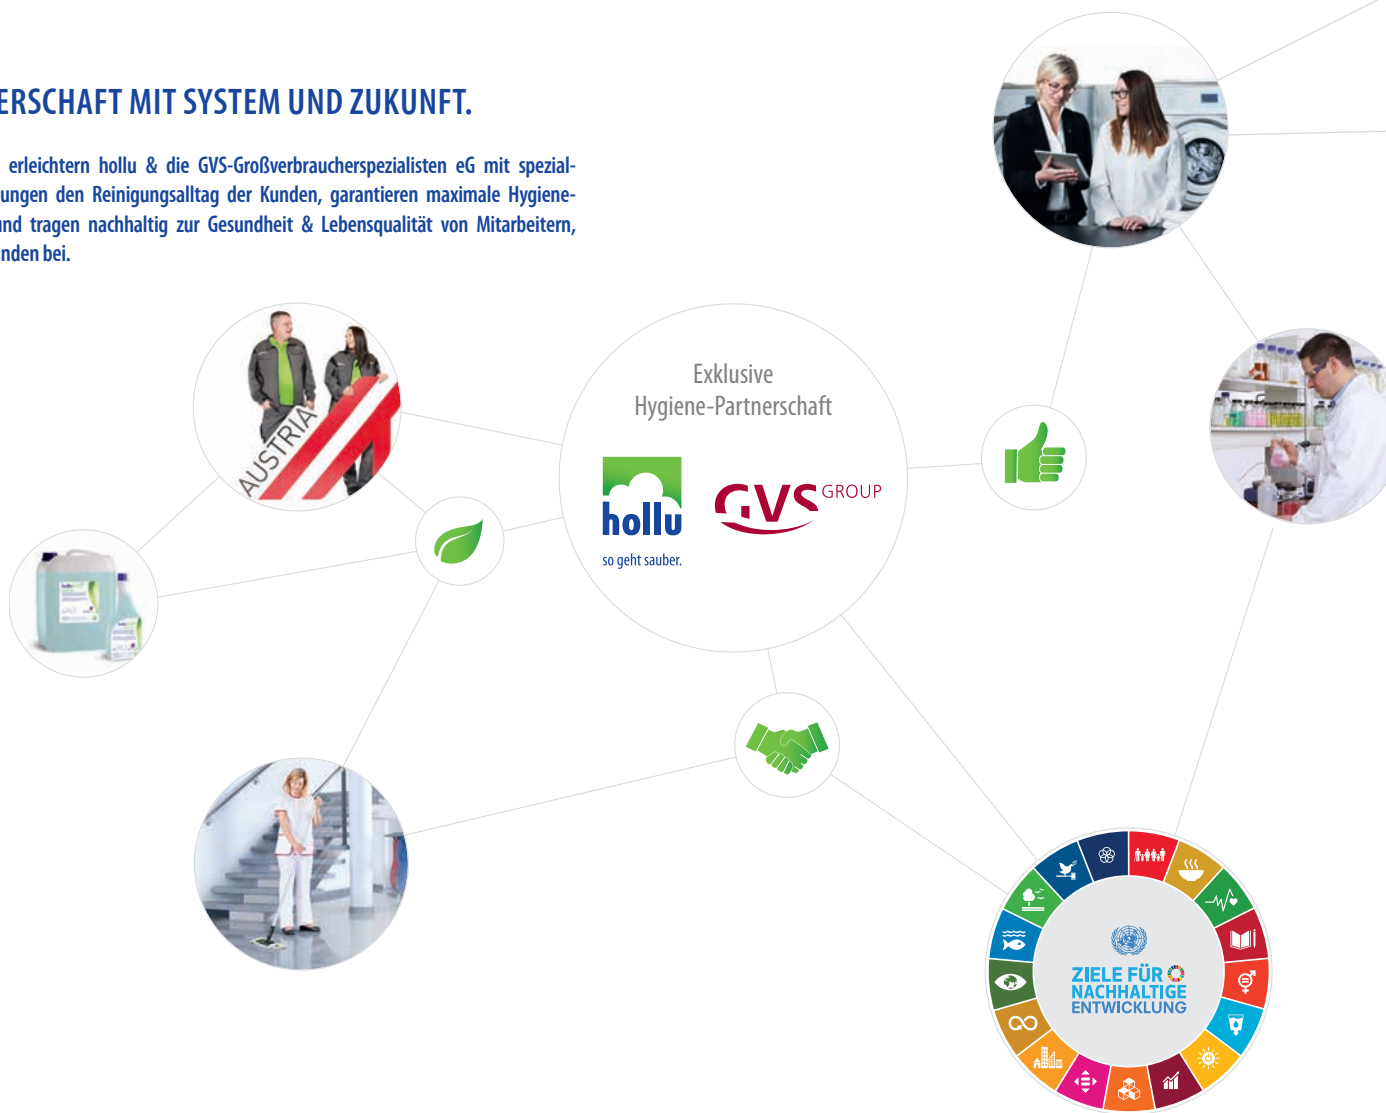 ERSCHAFT MIT SYSTEM UND ZUKUNFT.
erleichtern hollu & die GVS-Großverbraucherspezialisten eG mit spezial-
ungen den Reinigungsalltag der Kunden, garantieren maximale Hygiene-
und tragen nachhaltig zur Gesundheit & Lebensqualität von Mitarbeitern,
unden bei.
AUSTRIA
Exklusive
Hygiene-Partnerschaft
hollu
so geht sauber.
GVS GROUP
ZIELE FÜR
NACHHALTIGE
ENTWICKLUNG